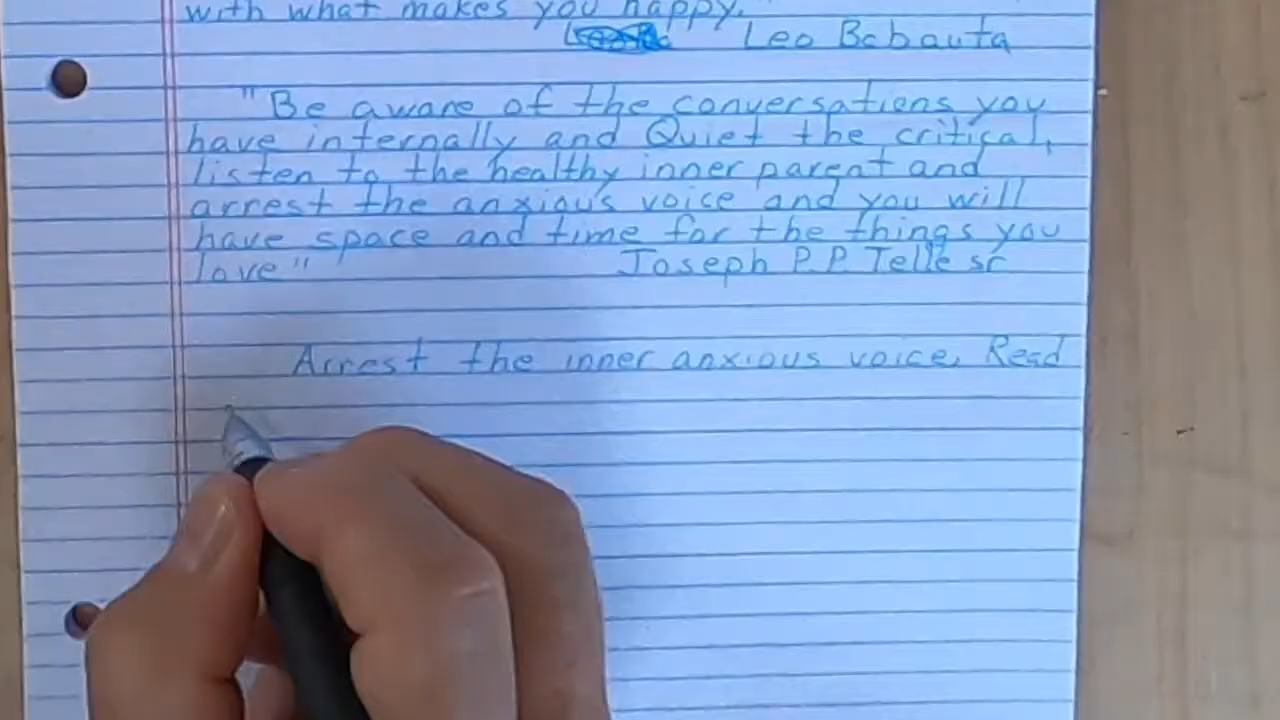 with what makes you happy."
Leo Babauta
"Be aware of the conversations you
have internally and Quiet the critical,
listen to the healthy inner parent and
arrest the anxious voice and you will
have space and time for the things you
love" Joseph P.P. Telle sr
Arrest the inner anxious voice. Read